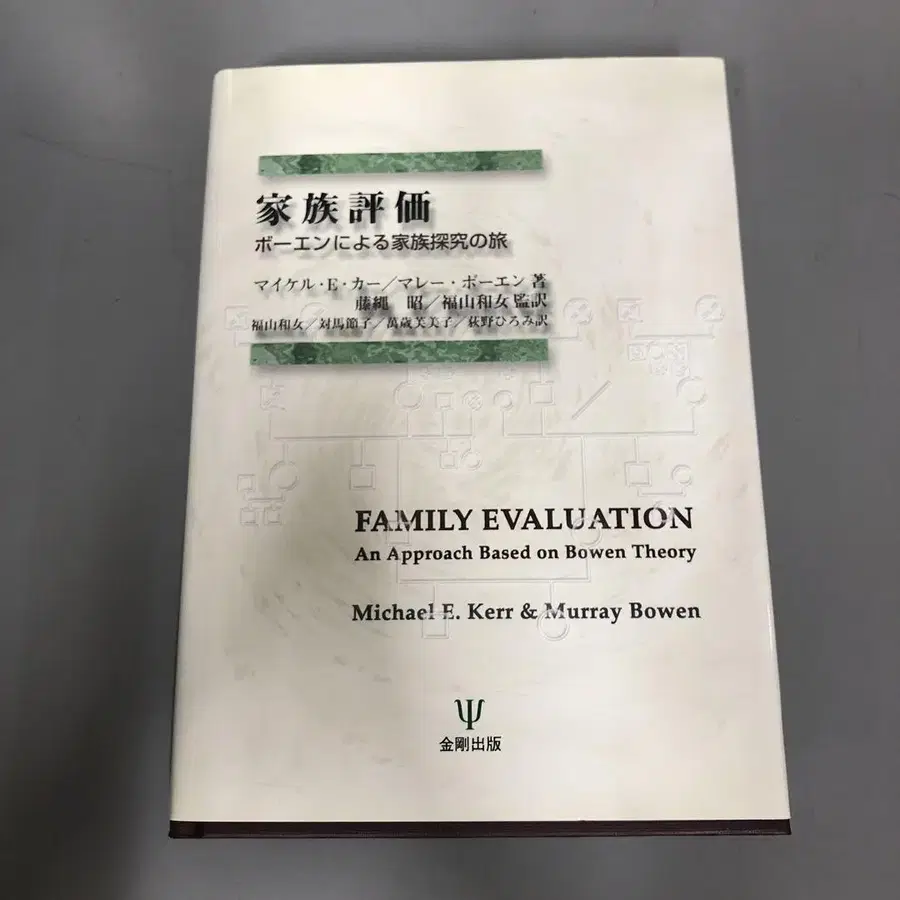 家族評価
ボーエンによる家族探究の旅
マイケル・E・カー／マレー・ボーエン 著
藤縄 昭／福山和女 監訳
福山和女／対馬節子／萬歳芙美子／荻野ひろみ 訳
FAMILY EVALUATION
An Approach Based on Bowen Theory
Michael E. Kerr & Murray Bowen
Ψ
金剛出版